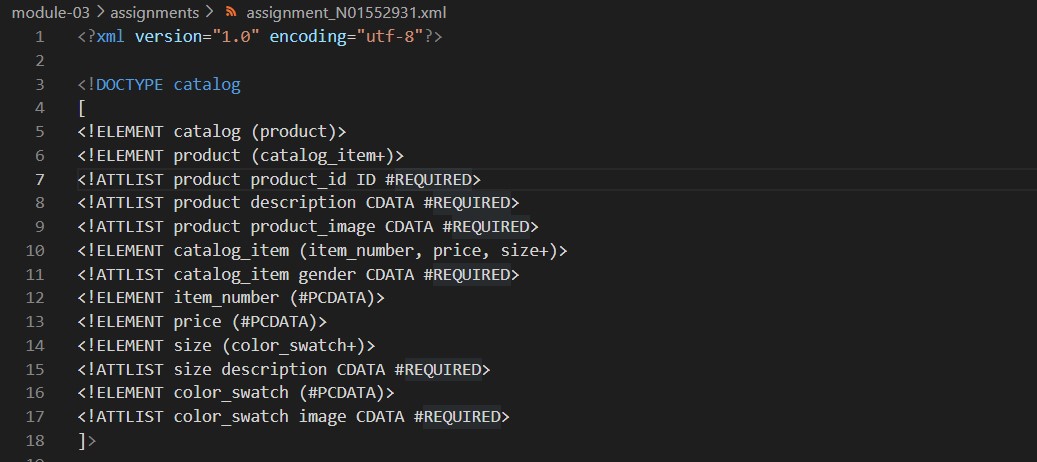 module-03 > assignments > assignment_N01552931.xml
1 <?xml version="1.0" encoding="utf-8"?>
2
3 <!DOCTYPE catalog
4 [
5 <!ELEMENT catalog (product)>
6 <!ELEMENT product (catalog_item+)>
7 <!ATTLIST product product_id ID #REQUIRED>
8 <!ATTLIST product description CDATA #REQUIRED>
9 <!ATTLIST product product_image CDATA #REQUIRED>
10 <!ELEMENT catalog_item (item_number, price, size+)>
11 <!ATTLIST catalog_item gender CDATA #REQUIRED>
12 <!ELEMENT item_number (#PCDATA)>
13 <!ELEMENT price (#PCDATA)>
14 <!ELEMENT size (color_swatch+)>
15 <!ATTLIST size description CDATA #REQUIRED>
16 <!ELEMENT color_swatch (#PCDATA)>
17 <!ATTLIST color_swatch image CDATA #REQUIRED>
18 ]>